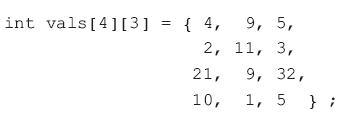 int vals[4][3] = { 4, 9, 5,
2, 11, 3,
21, 9, 32,
10, 1, 5 } ;